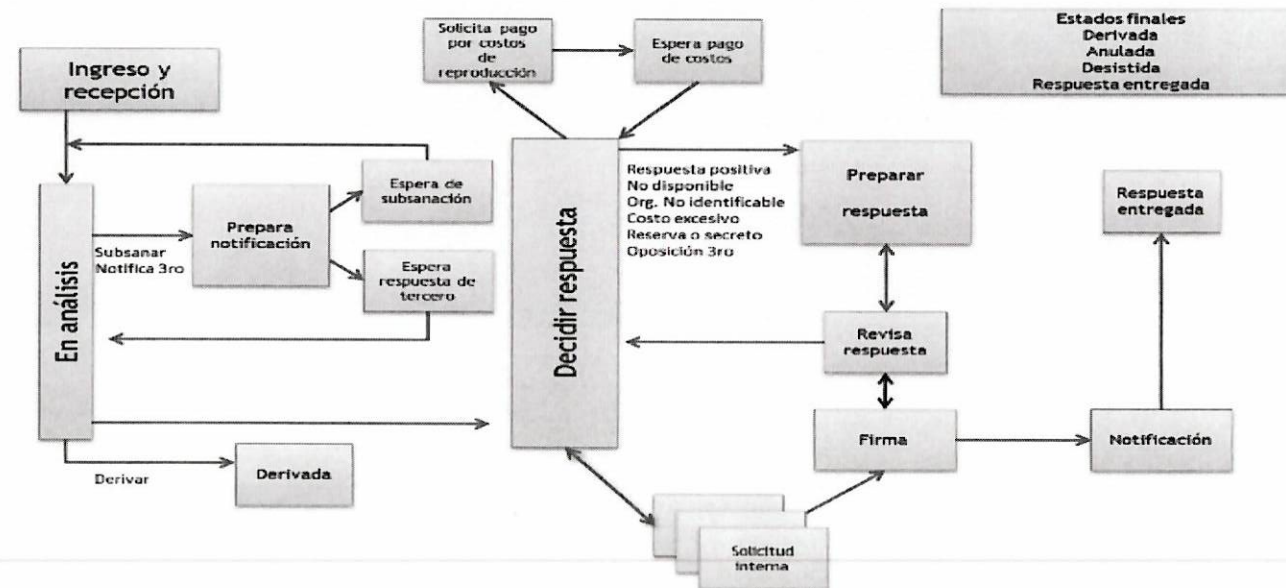 Solicita pago
por costos
de
reproducción
Espera pago
de costos
Estados finales
Derivada
Anulada
Desistida
Respuesta entregada
Ingreso y
recepción
En análisis
Subsanar
Notifica 3ro
Prepara
notificación
Espera de
subsanación
Espera
respuesta de
tercero
Derivar
Derivada
Decidir respuesta
Respuesta positiva
No disponible
Org. No identificable
Costo excesivo
Reserva o secreto
Oposición 3ro
Preparar
respuesta
Revisa
respuesta
Firma
Solicitud
interna
Notificación
Respuesta
entregada